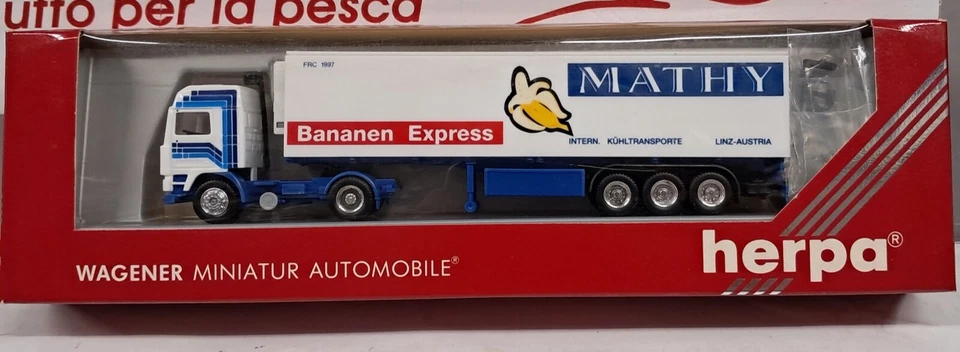 utto per la pesca
FRC 1997
MATHY
Bananen Express
INTERN. KÜHLTRANSPORTE LINZ-AUSTRIA
herpa®
WAGENER MINIATUR AUTOMOBILE®